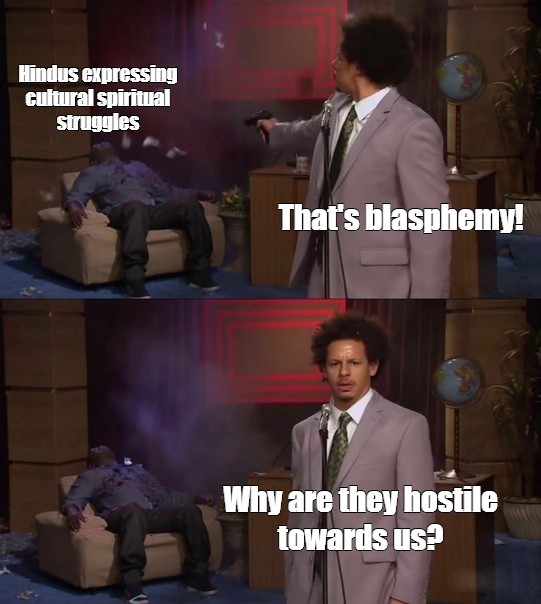 Hindus expressing
cultural spiritual
struggles
That's blasphemy!
Why are they hostile
towards us?